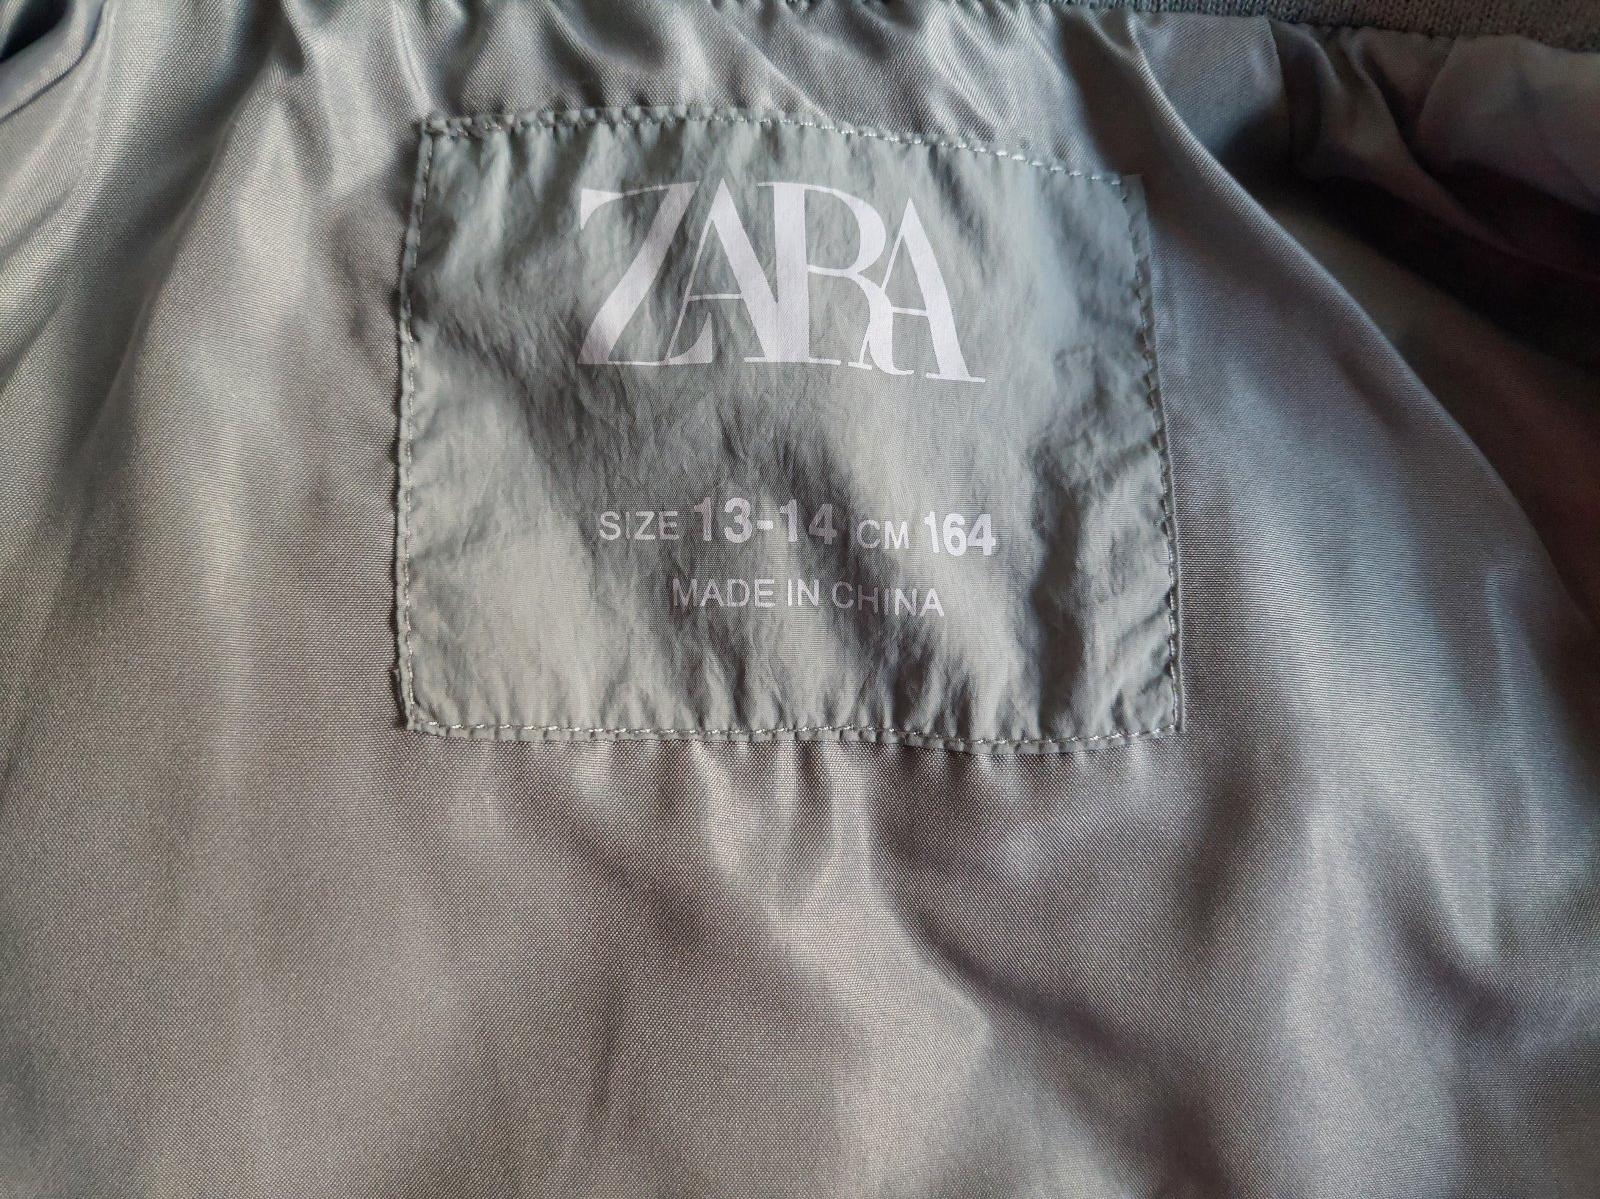 ZARA
SIZE 13-14 CM 164
MADE IN CHINA